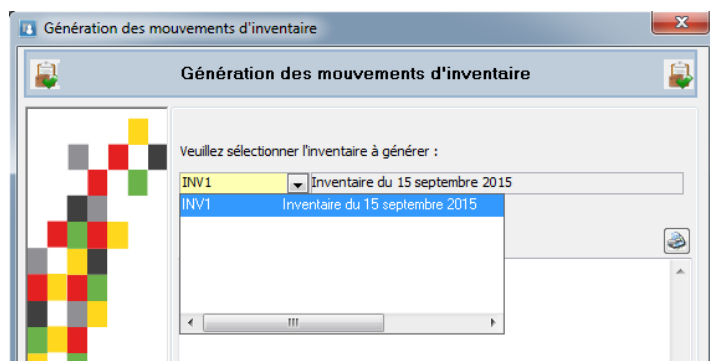 Génération des mouvements d'inventaire
Génération des mouvements d'inventaire
Veuillez sélectionner l'inventaire à générer :
INV1 Inventaire du 15 septembre 2015
INV1 Inventaire du 15 septembre 2015